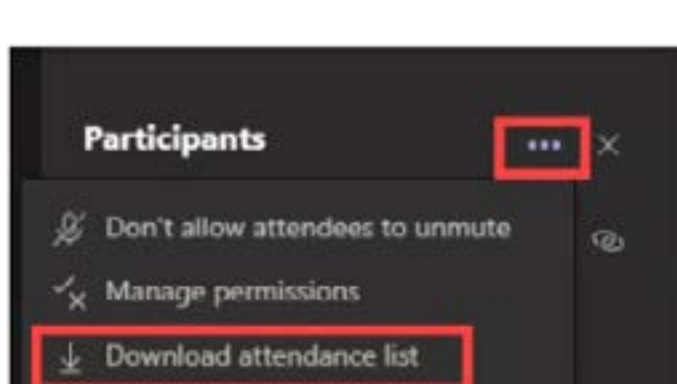 Participants
Don't allow attendees to unmute
Manage permissions
Download attendance list